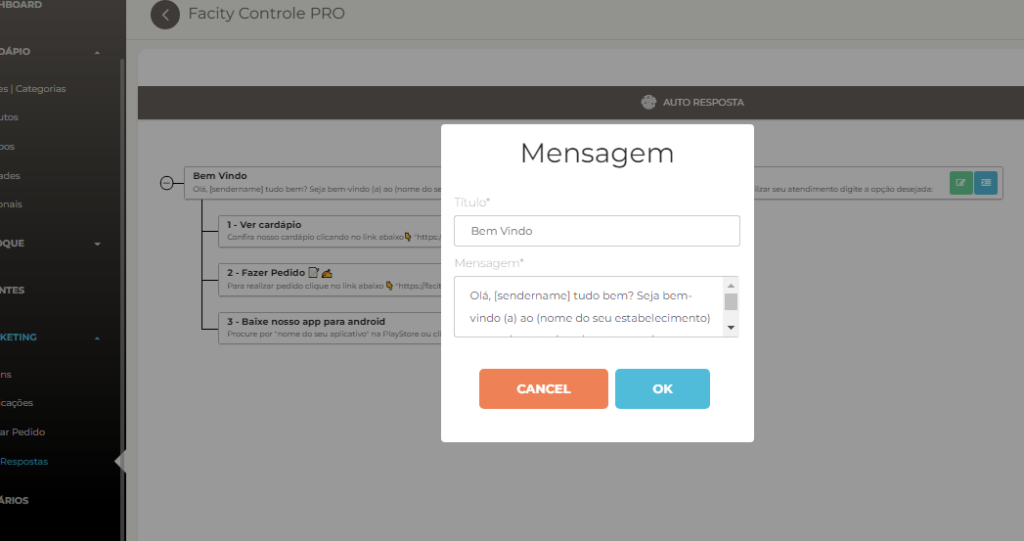 HBOARD
Facity Controle PRO
DÁPIO
es | Categorias
utos
pos
ades
onais
OQUE
NTES
KETING
ns
cações
ar Pedido
Respostas
ÁRIOS
AUTO RESPOSTA
Bem Vindo
Olá, [sendername] tudo bem? Seja bem-vindo (a) ao (nome do se
lizar seu atendimento digite a opção desejada:
1 - Ver cardápio
Confira nosso cardápio clicando no link abaixo👇 "https:/
2 - Fazer Pedido 📝✍
Para realizar pedido clique no link abaixo 👇 "https://facit
3 - Baixe nosso app para android
Procure por "nome do seu aplicativo" na PlayStore ou cli
Mensagem
Título*
Bem Vindo
Mensagem*
Olá, [sendername] tudo bem? Seja bem-
vindo (a) ao (nome do seu estabelecimento)
CANCEL
OK